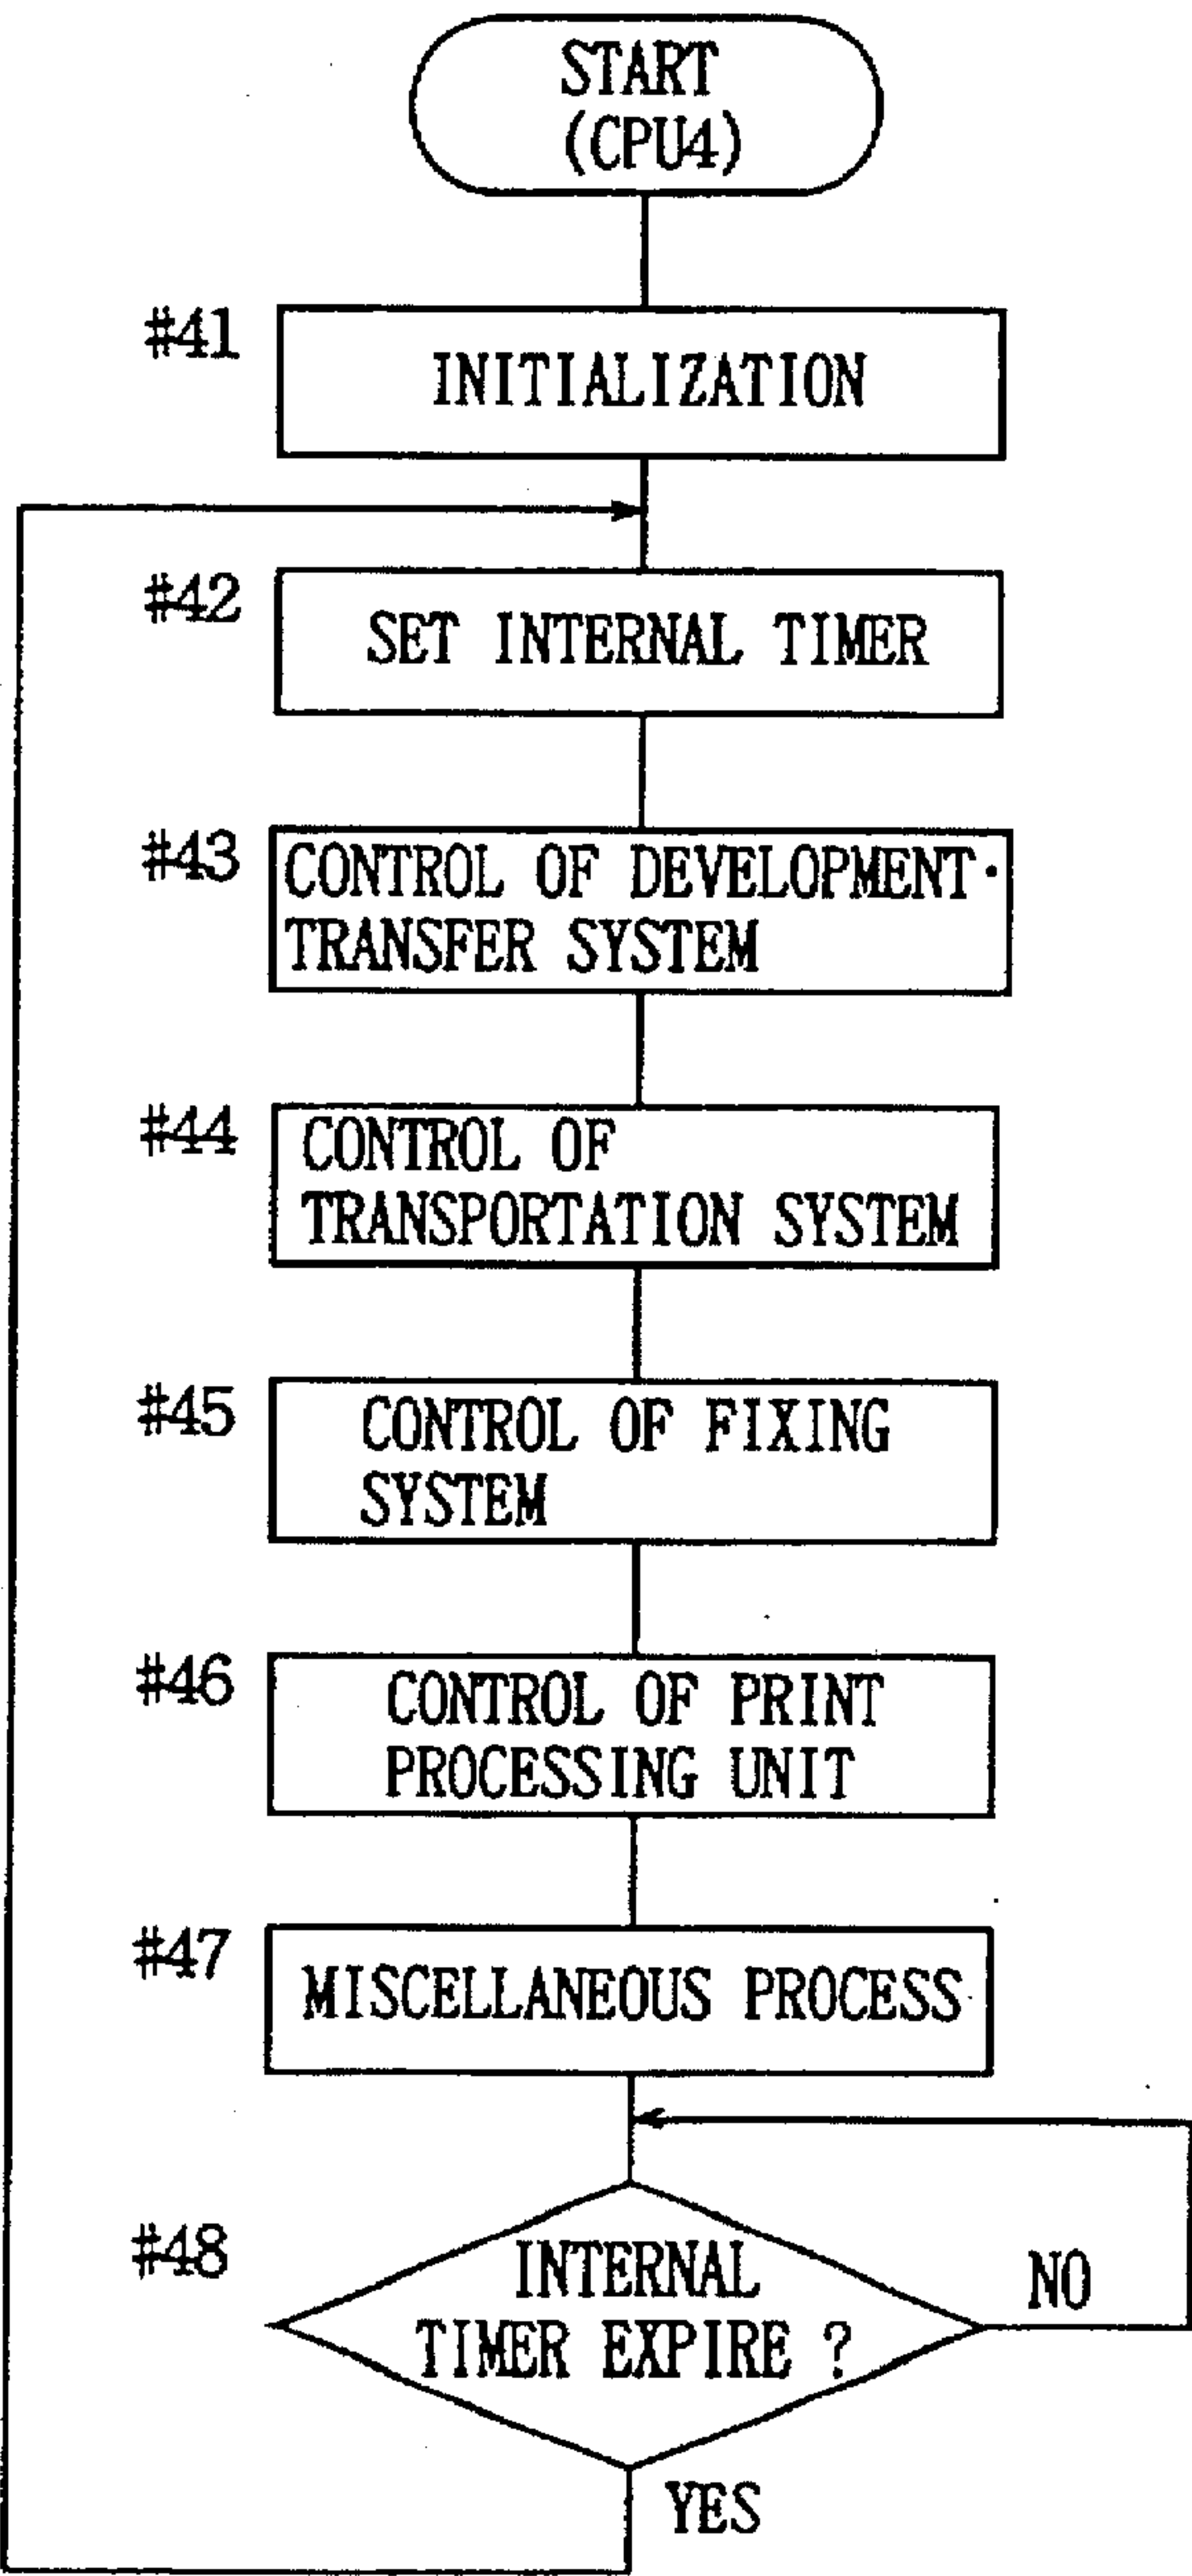 START
(CPU4)
#41
INITIALIZATION
#42
SET INTERNAL TIMER
#43
CONTROL OF DEVELOPMENT·
TRANSFER SYSTEM
#44
CONTROL OF
TRANSPORTATION SYSTEM
#45
CONTROL OF FIXING
SYSTEM
#46
CONTROL OF PRINT
PROCESSING UNIT
#47
MISCELLANEOUS PROCESS
#48
INTERNAL
TIMER EXPIRE ?
NO
YES